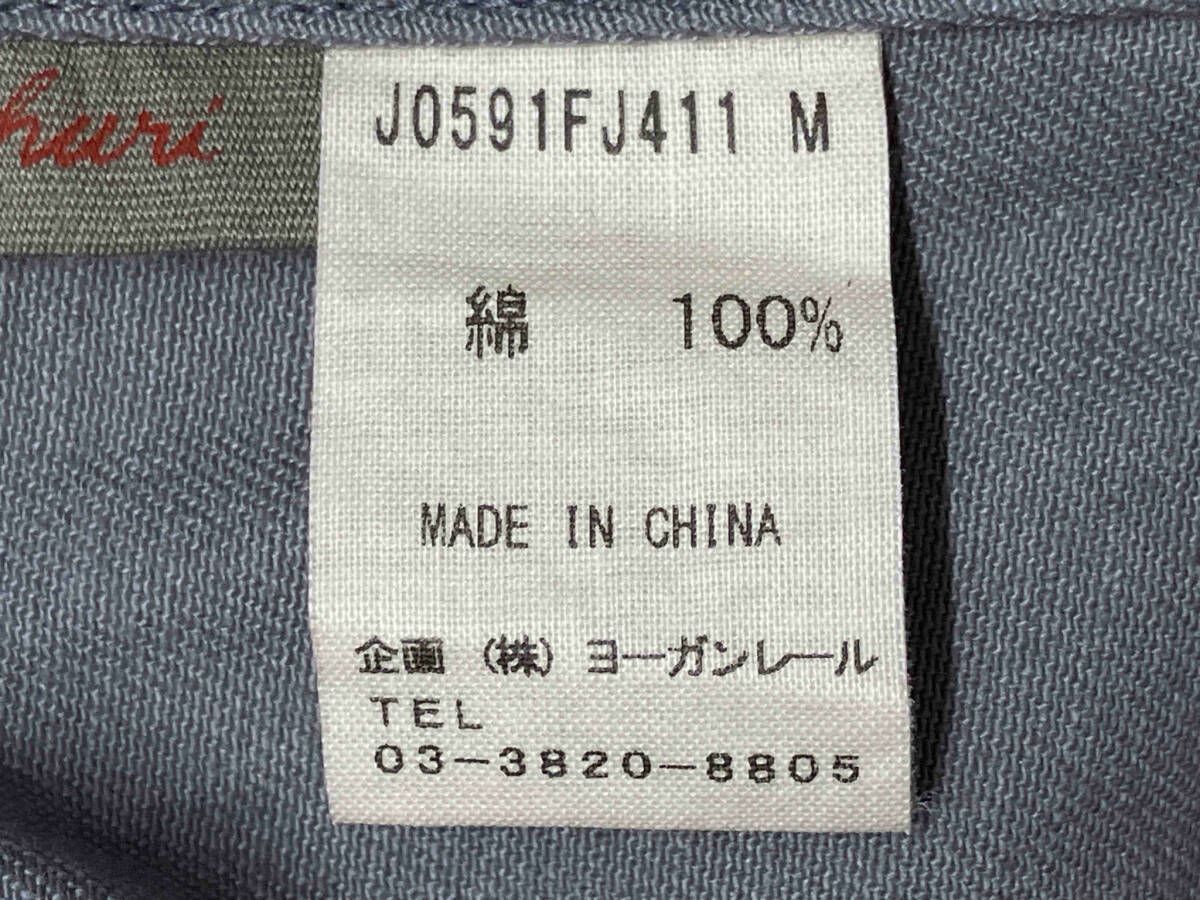 huri
J0591FJ411 M
綿 100%
MADE IN CHINA
企画 (株) ヨーガンレール
TEL
03-3820-8805